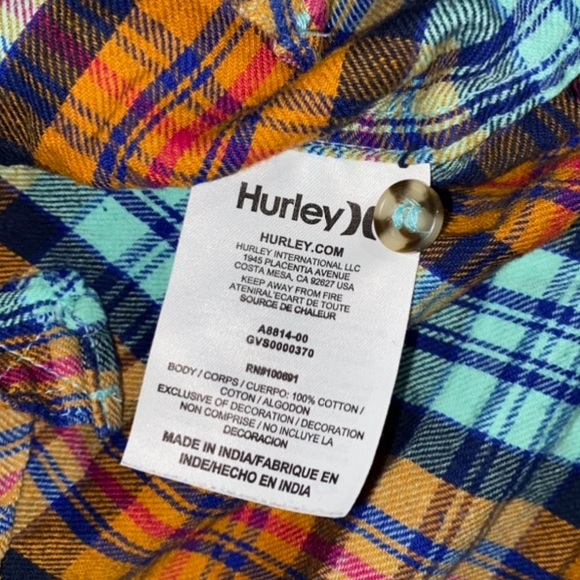 Hurley
HURLEY.COM
HURLEY INTERNATIONAL LLC
1945 PLACENTIA AVENUE
COSTA MESA, CA 92627 USA
KEEP AWAY FROM FIRE
ATENIRAL'ECART DE TOUTE
SOURCE DE CHALEUR
A8814-00
GVS0000370
RN#100691
BODY / CORPS / CUERPO: 100% COTTON /
COTON / ALGODON
EXCLUSIVE OF DECORATION / DECORATION
NON COMPRISE / NO INCLUYE LA
DECORACION
MADE IN INDIA/FABRIQUE EN
INDE/HECHO EN INDIA